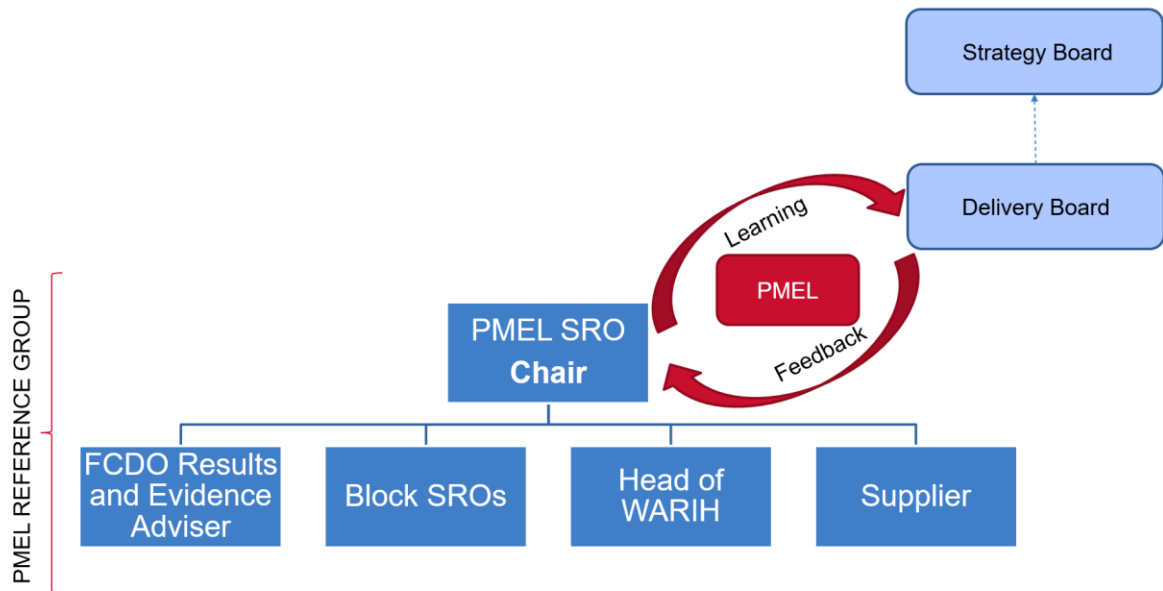 Strategy Board
Delivery Board
Learning
PMEL
Feedback
PMEL REFERENCE GROUP
PMEL SRO
Chair
FCDO Results
and Evidence
Adviser
Block SROs
Head of
WARIH
Supplier